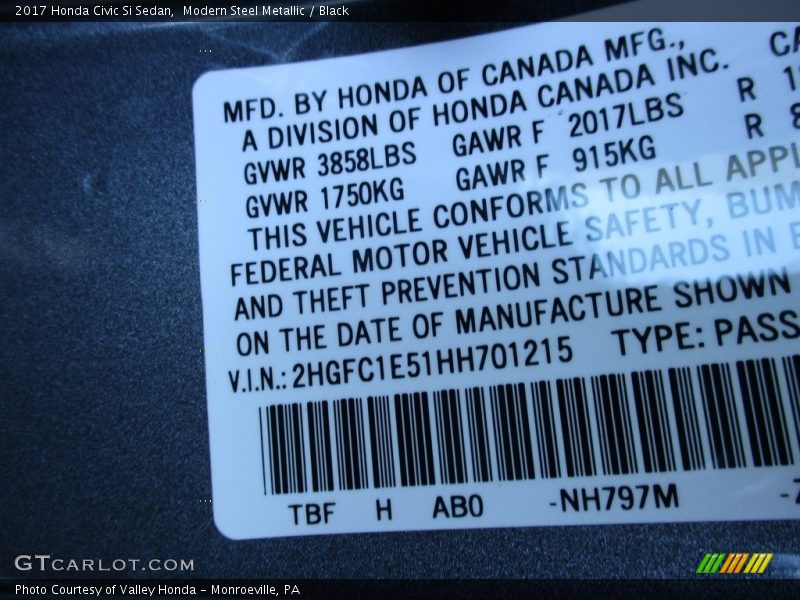 2017 Honda Civic Si Sedan, Modern Steel Metallic / Black
MFD. BY HONDA OF CANADA MFG.,
A DIVISION OF HONDA CANADA INC.
GVWR 3858LBS GAWR F 2017LBS R
GVWR 1750KG GAWR F 915KG R
THIS VEHICLE CONFORMS TO ALL
FEDERAL MOTOR VEHICLE SAFETY,
AND THEFT PREVENTION STANDARDS IN
ON THE DATE OF MANUFACTURE SHOWN
V.I.N.: 2HGFC1E51HH701215 TYPE: PASS
TBF H AB0 -NH797M
GTCARLOT.COM
Photo Courtesy of Valley Honda - Monroeville, PA